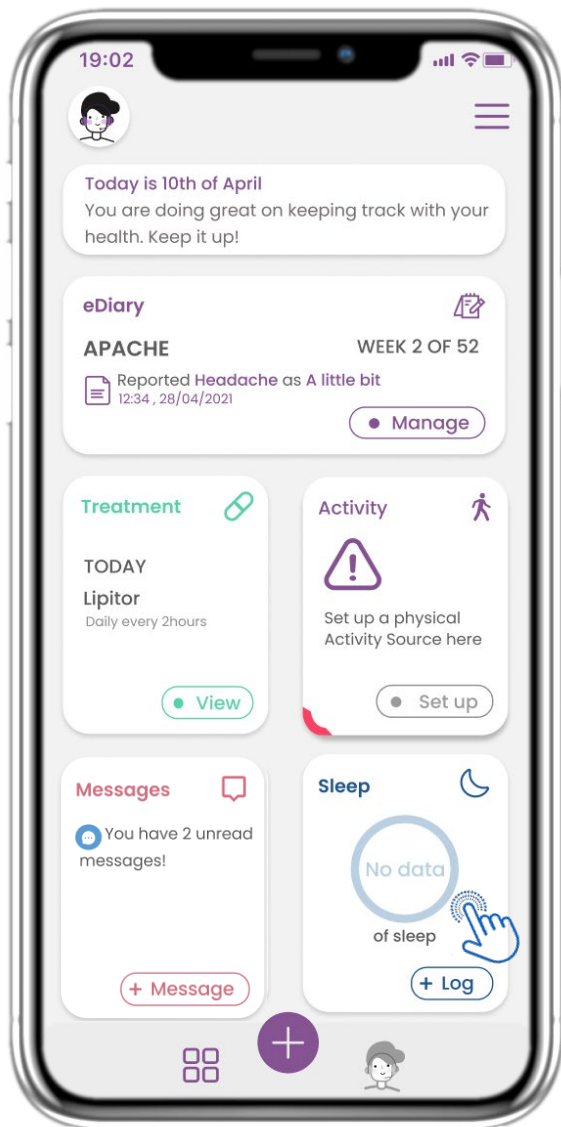 19:02
Today is 10th of April
You are doing great on keeping track with your
health. Keep it up!
eDiary
APACHE
WEEK 2 OF 52
Reported Headache as A little bit
12:34 , 28/04/2021
Manage
Treatment
TODAY
Lipitor
Daily every 2hours
View
Activity
Set up a physical
Activity Source here
Set up
Messages
You have 2 unread
messages!
+ Message
Sleep
No data
of sleep
+ Log